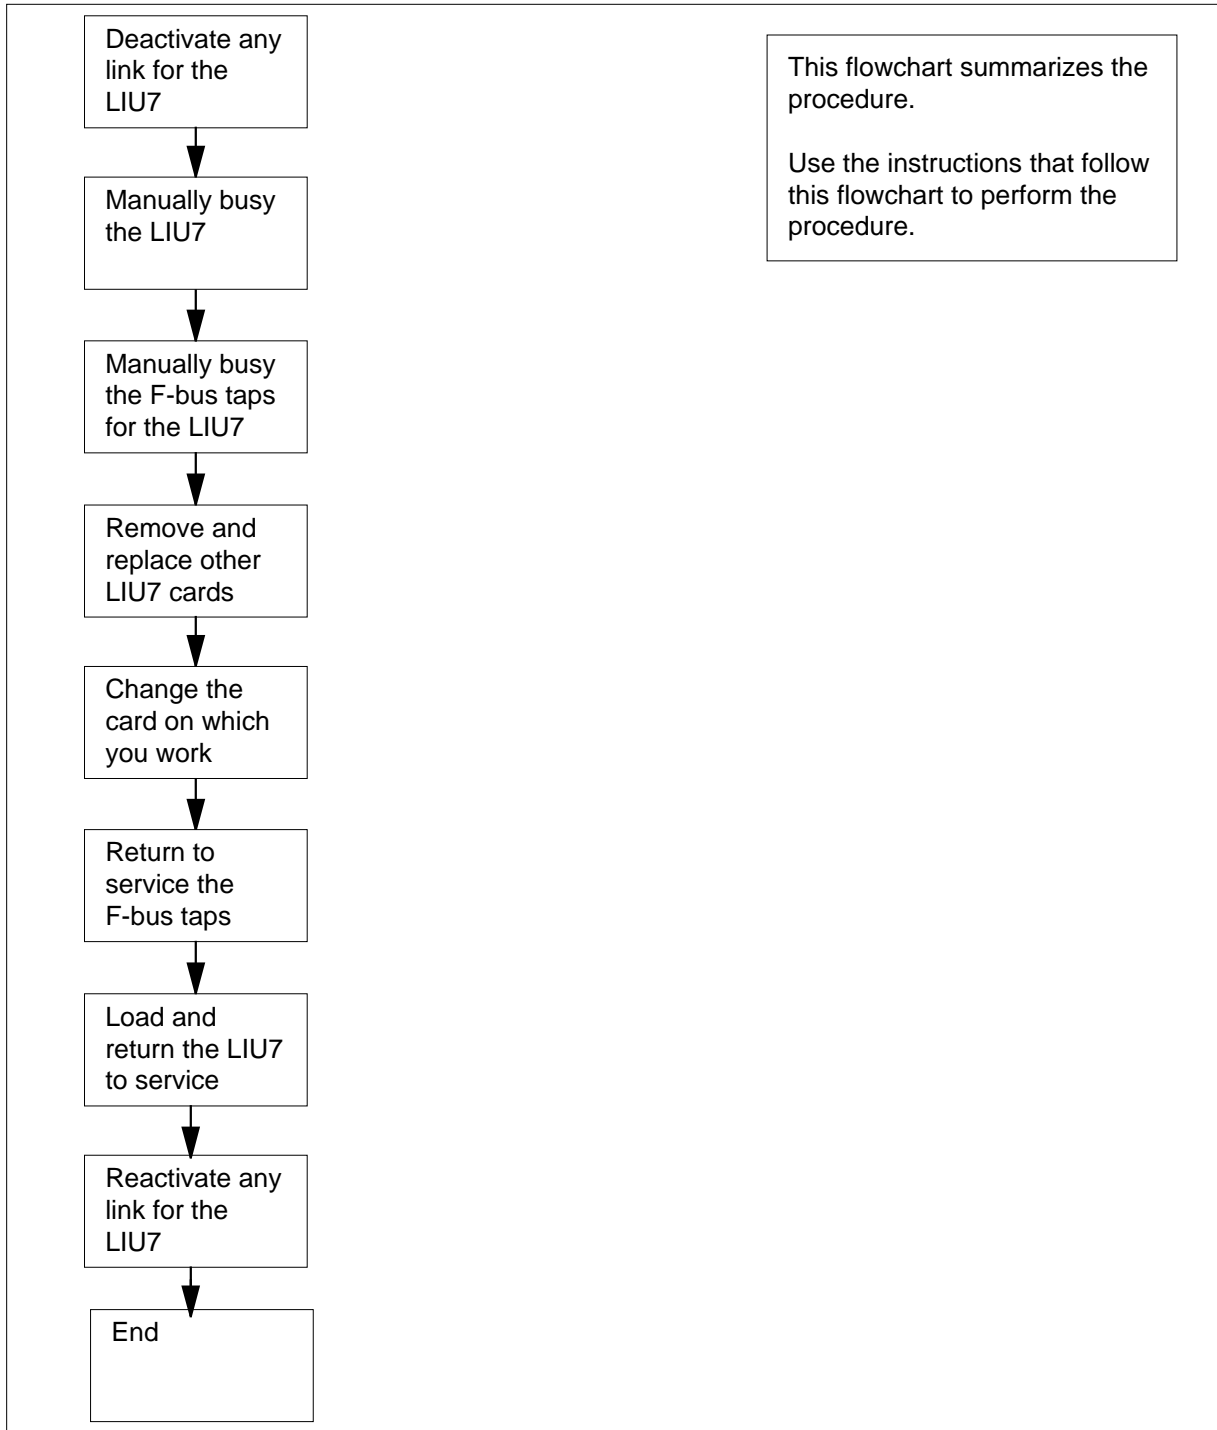 Deactivate any
link for the
LIU7
This flowchart summarizes the
procedure.
Use the instructions that follow
this flowchart to perform the
procedure.
Manually busy
the LIU7
Manually busy
the F-bus taps
for the LIU7
Remove and
replace other
LIU7 cards
Change the
card on which
you work
Return to
service the
F-bus taps
Load and
return the LIU7
to service
Reactivate any
link for the
LIU7
End